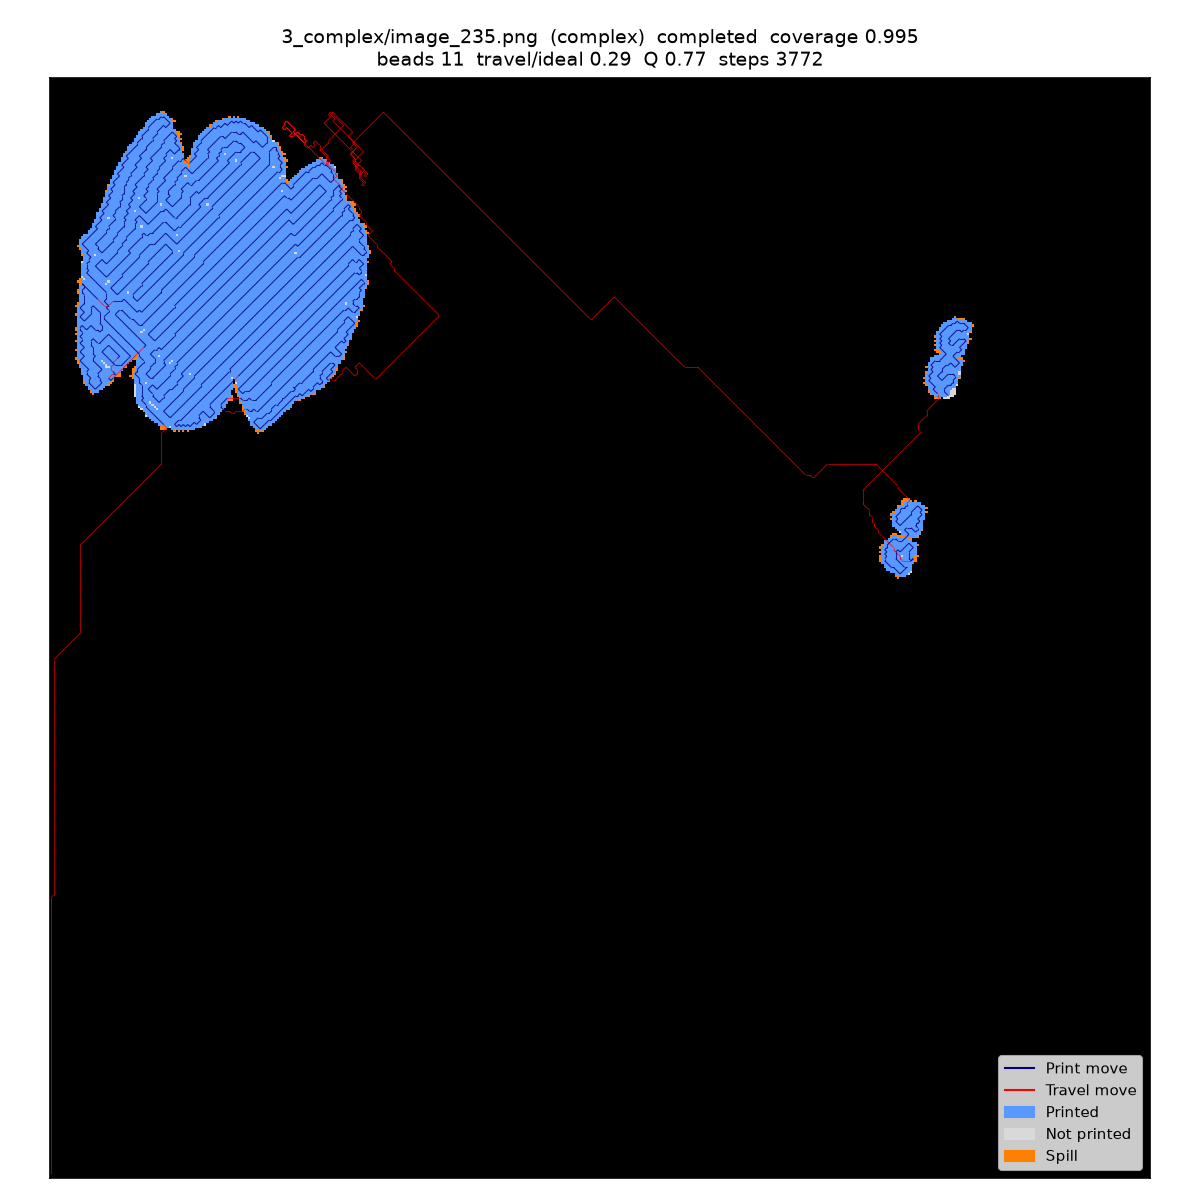 3_complex/image_235.png  (complex)  completed  coverage 0.995
beads 11  travel/ideal 0.29  Q 0.77  steps 3772
Print move
Travel move
Printed
Not printed
Spill